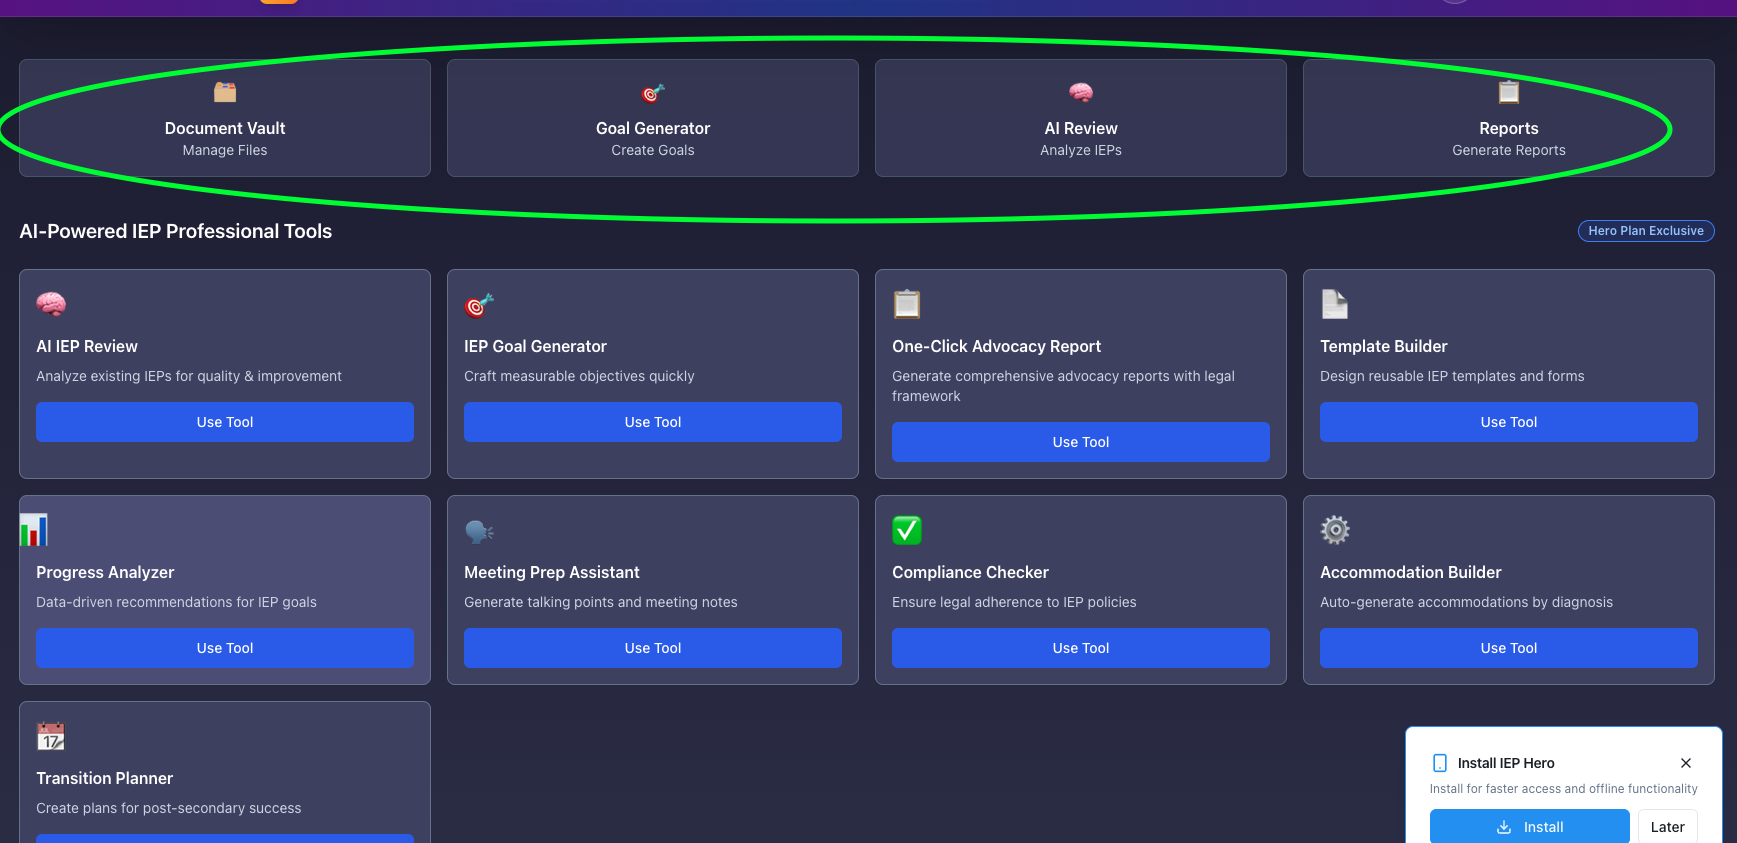 Document Vault
Manage Files
Goal Generator
Create Goals
AI Review
Analyze IEPs
Reports
Generate Reports
AI-Powered IEP Professional Tools
Hero Plan Exclusive
AI IEP Review
Analyze existing IEPs for quality & improvement
Use Tool
IEP Goal Generator
Craft measurable objectives quickly
Use Tool
One-Click Advocacy Report
Generate comprehensive advocacy reports with legal
framework
Use Tool
Template Builder
Design reusable IEP templates and forms
Use Tool
Progress Analyzer
Data-driven recommendations for IEP goals
Use Tool
Meeting Prep Assistant
Generate talking points and meeting notes
Use Tool
Compliance Checker
Ensure legal adherence to IEP policies
Use Tool
Accommodation Builder
Auto-generate accommodations by diagnosis
Use Tool
17
Transition Planner
Create plans for post-secondary success
Install IEP Hero
Install for faster access and offline functionality
Install
Later